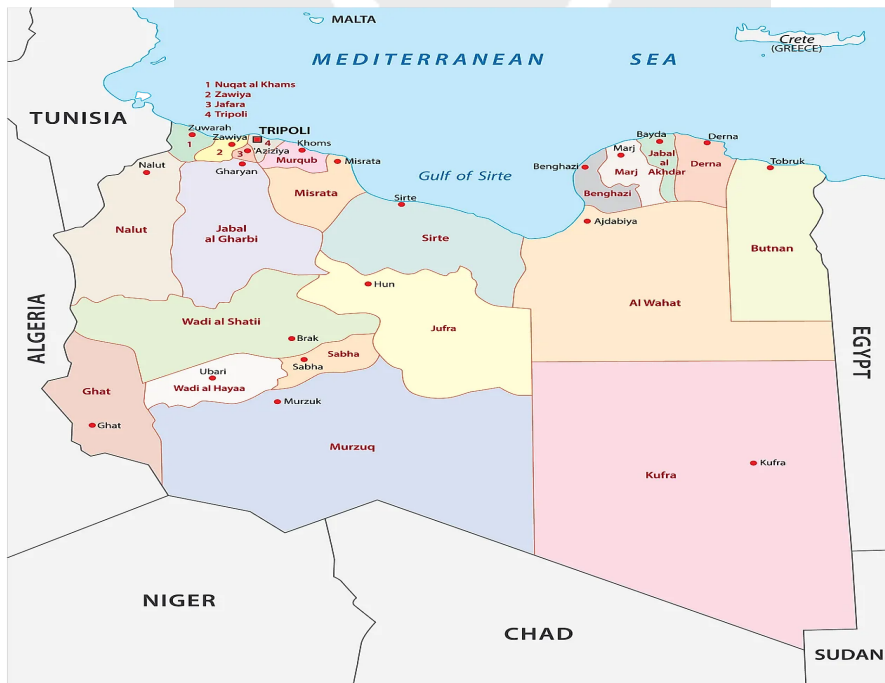 MALTA
Crete
(GREECE)
MEDITERRANEAN SEA
1 Nuqat al Khams
2 Zawiya
3 Jafara
4 Tripoli
TUNISIA
Zuwarah
TRIPOLI
Zawiya
1
2
3
4
'Aziziya
Khoms
Murqub
Misrata
Gharyan
Nalut
Bayda
Derna
Marj
Jabal
al
Akhdar
Derna
Tobruk
Benghazi
Marj
Benghazi
Gulf of Sirte
Misrata
Sirte
Nalut
Jabal
al Gharbi
Sirte
Ajdabiya
Butnan
Hun
Al Wahat
ALGERIA
EGYPT
Wadi al Shatii
Jufra
Brak
Sabha
Sabha
Ubari
Wadi al Hayaa
Ghat
Murzuk
Ghat
Murzuq
Kufra
Kufra
NIGER
CHAD
SUDAN